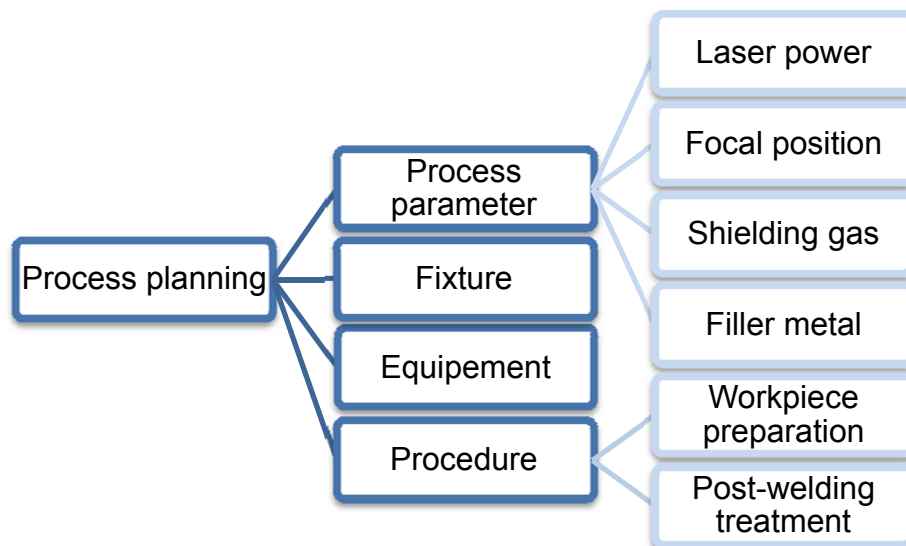 Process planning
Process
parameter
Fixture
Equipement
Procedure
Laser power
Focal position
Shielding gas
Filler metal
Workpiece
preparation
Post-welding
treatment